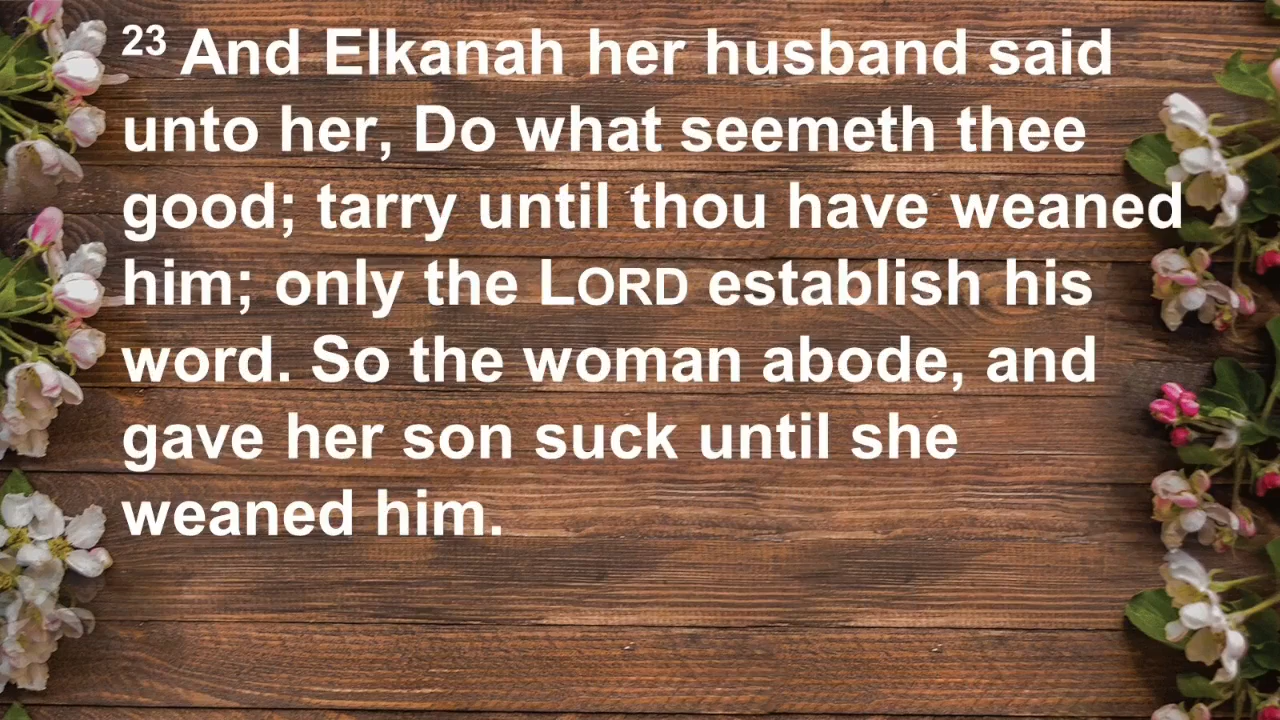 23 And Elkanah her husband said
unto her, Do what seemeth thee
good; tarry until thou have weaned
him; only the LORD establish his
word. So the woman abode, and
gave her son suck until she
weaned him.